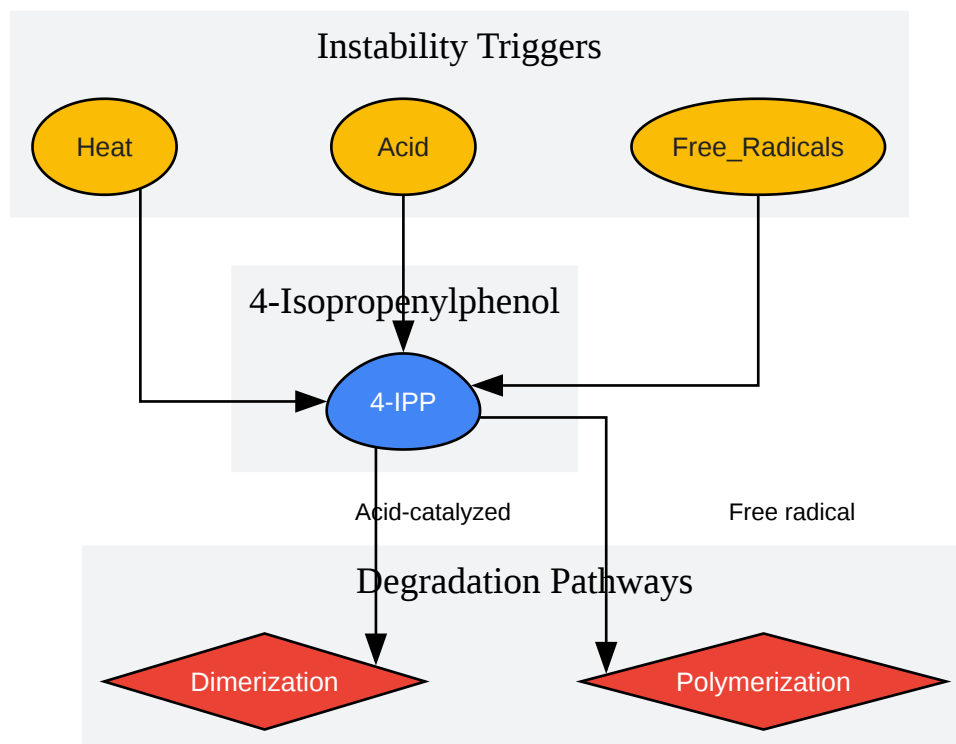 Instability Triggers
Heat
Acid
Free_Radicals
4-Isopropenylphenol
4-IPP
Acid-catalyzed
Free radical
Degradation Pathways
Dimerization
Polymerization